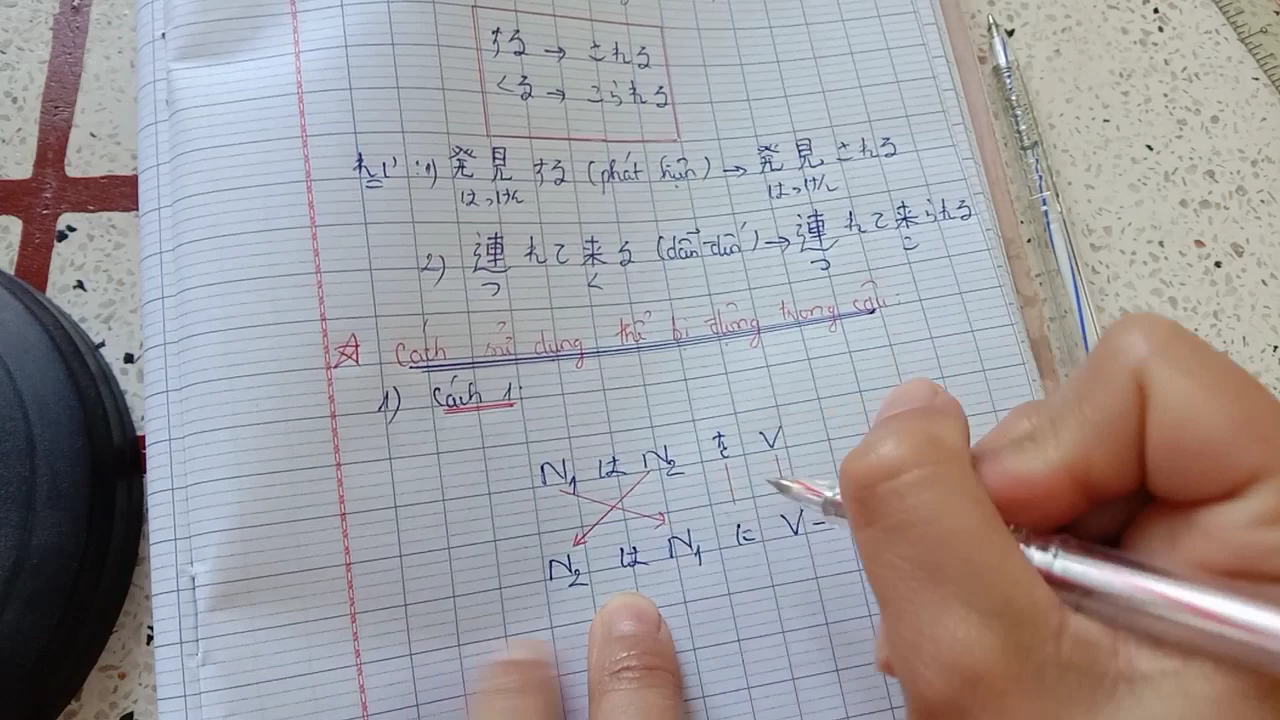 する → される
くる → こられる
れい : 1) 発見 する (phát hiện) → 発見 される
はっけん はっけん
2) 連 れて 来 る (dẫn dắt) → 連 れて 来 られる
つ く つ こ
Cách sử dụng thể bị động trong câu:
1) Cách 1:
N1 は N2 を V
N2 は N1 に V-